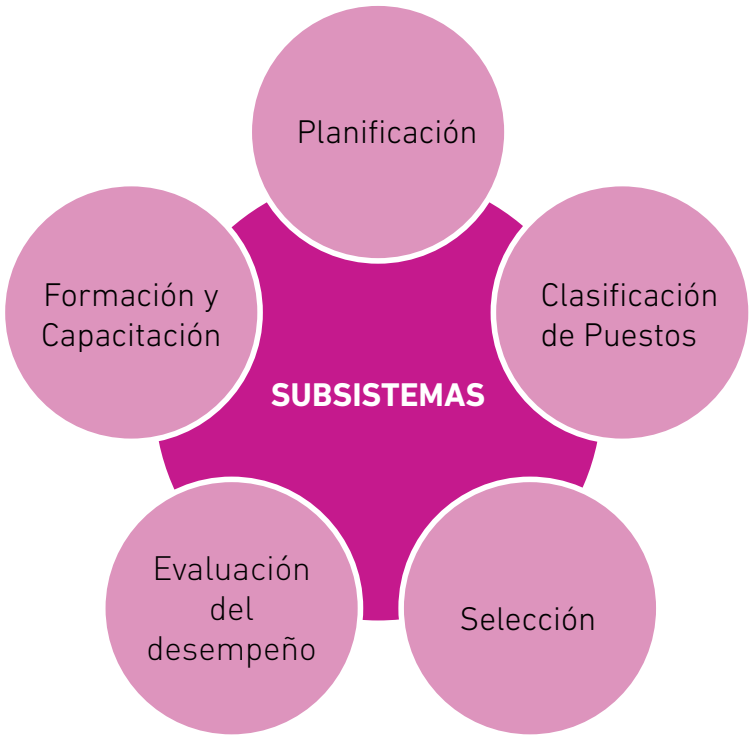 Planificación
Formación y
Capacitación
Clasificación
de Puestos
SUBSISTEMAS
Evaluación
del
desempeño
Selección